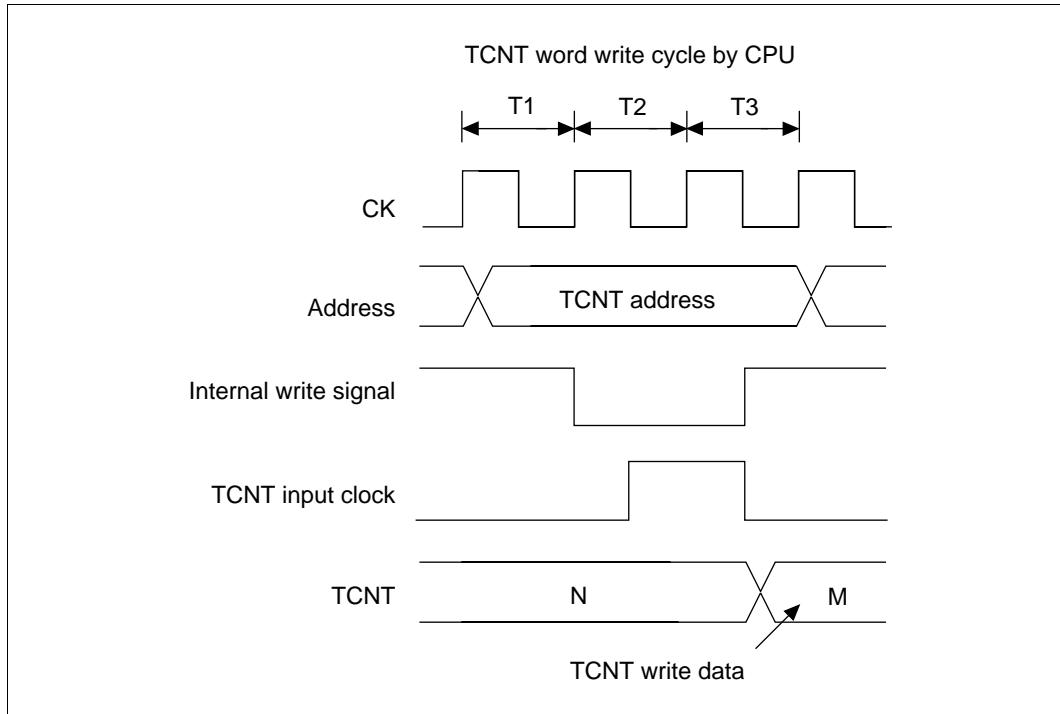 TCNT word write cycle by CPU
T1 T2 T3
CK
Address
TCNT address
Internal write signal
TCNT input clock
TCNT
N
M
TCNT write data